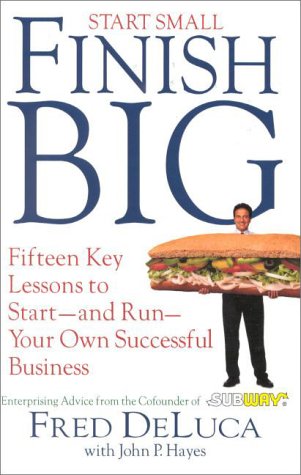 START SMALL
FINISH
BIG
Fifteen Key
Lessons to
Start—and Run—
Your Own Successful
Business
Enterprising Advice from the Cofounder of SUBWAY®
FRED DELUCA
with JOHN P. HAYES